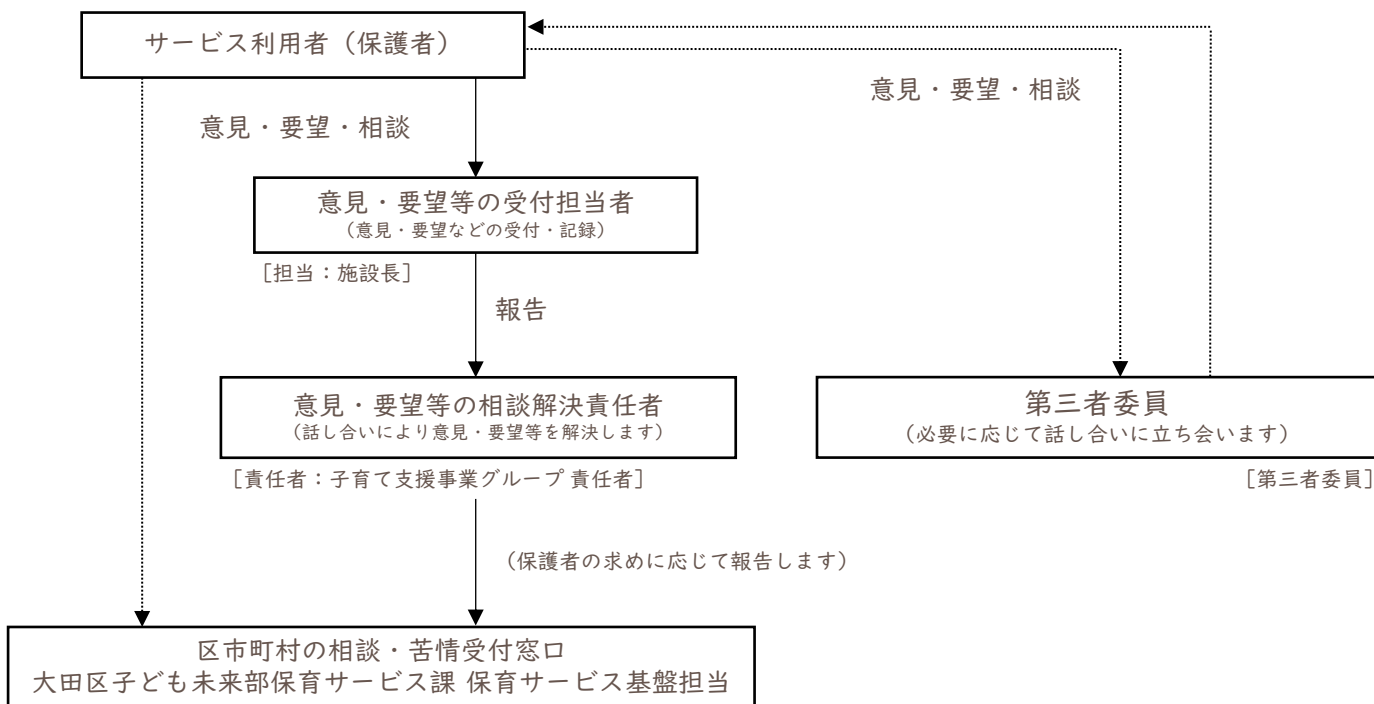 サービス利用者（保護者）
意見・要望・相談
意見・要望・相談
意見・要望等の受付担当者
（意見・要望などの受付・記録）
［担当：施設長］
報告
意見・要望等の相談解決責任者
（話し合いにより意見・要望等を解決します）
［責任者：子育て支援事業グループ 責任者］
第三者委員
（必要に応じて話し合いに立ち会います）
［第三者委員］
（保護者の求めに応じて報告します）
区市町村の相談・苦情受付窓口
大田区子ども未来部保育サービス課 保育サービス基盤担当